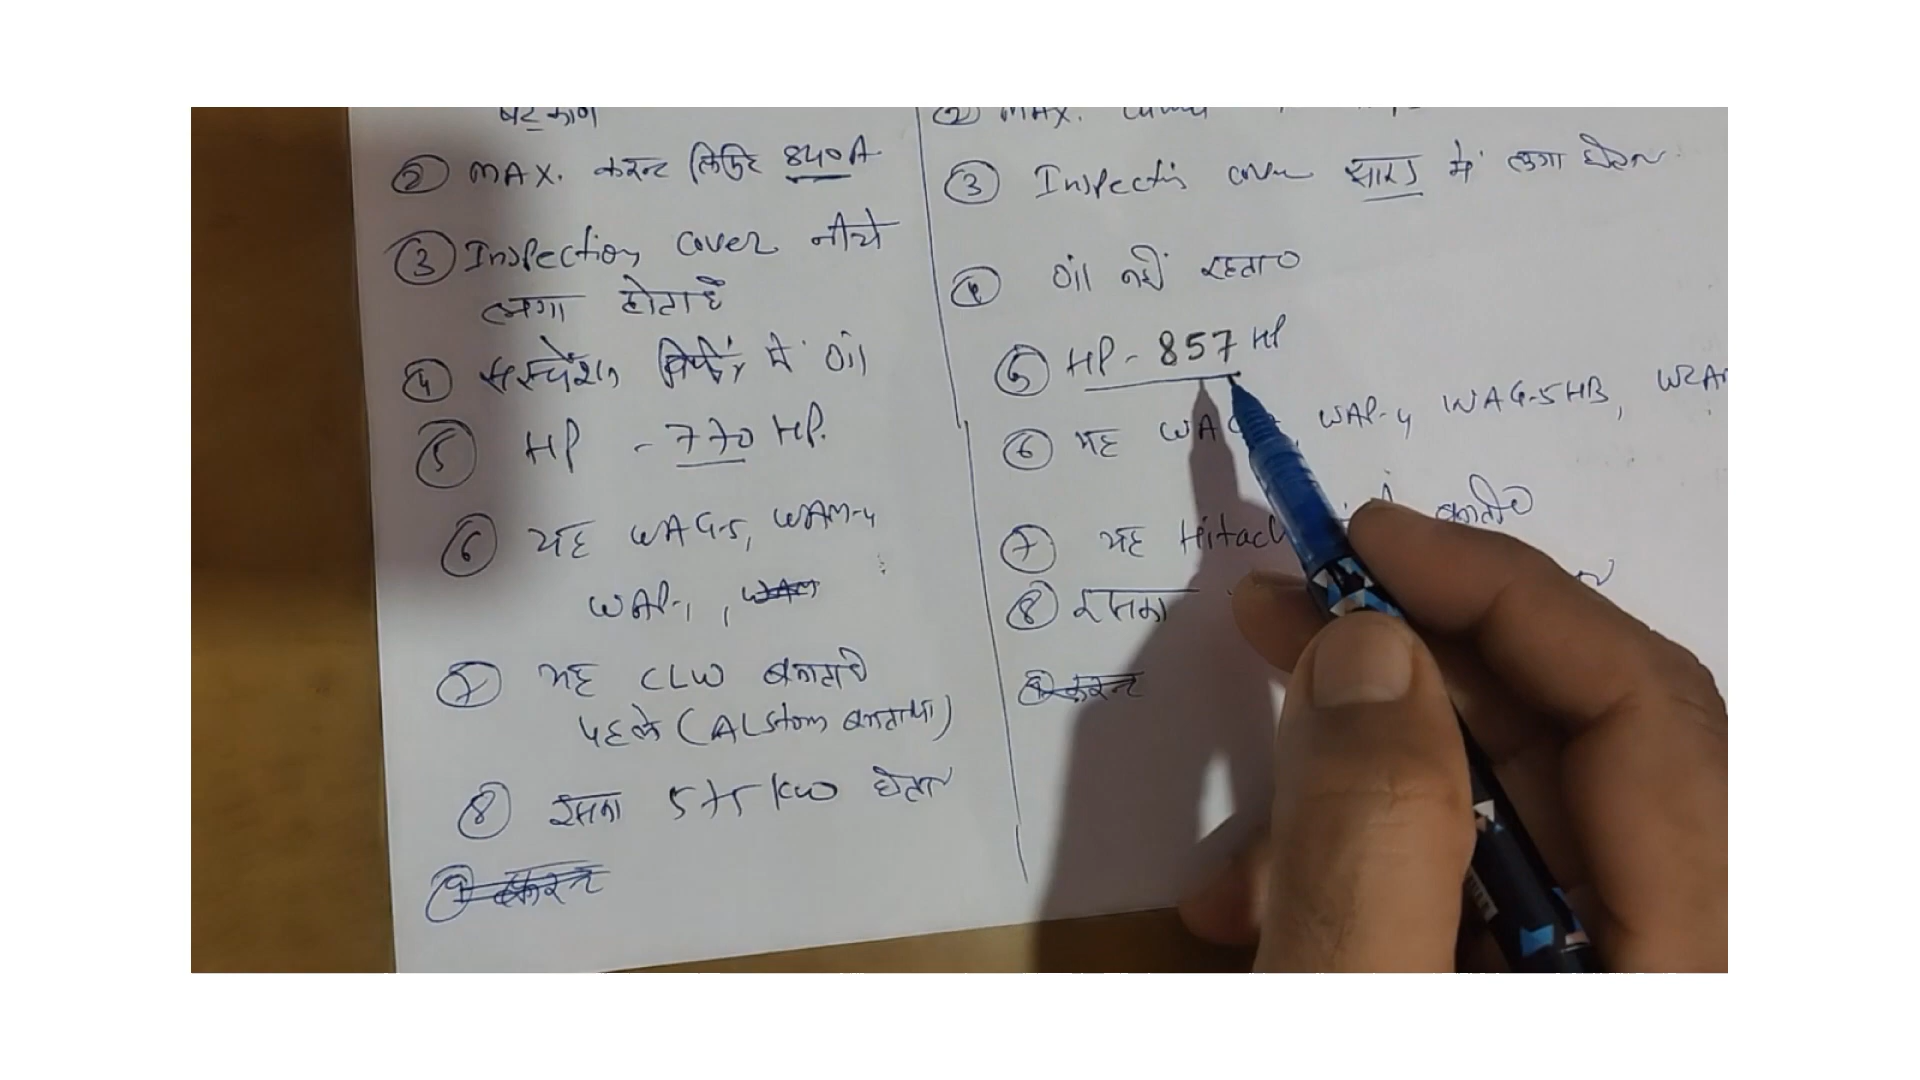 ② MAX. करन्ट लिमिट 840A
③ Inspection cover नीचे
लगा होता है
④ सस्पेंशन में oil
⑤ HP - 770 HP.
⑥ यह WAG-5, WAM-4
WAP-1,
⑦ यह CLW बनाता है
पहले (ALstom बनाता था)
⑧ इसका 575 kW होता
② MAX.
③ Inspection cover साइड में लगा होता
④ oil नहीं रहता
⑤ HP - 857 HP
⑥ यह WAP-4 WAG-5HB,
⑦ यह बनाती है
⑧ इसका